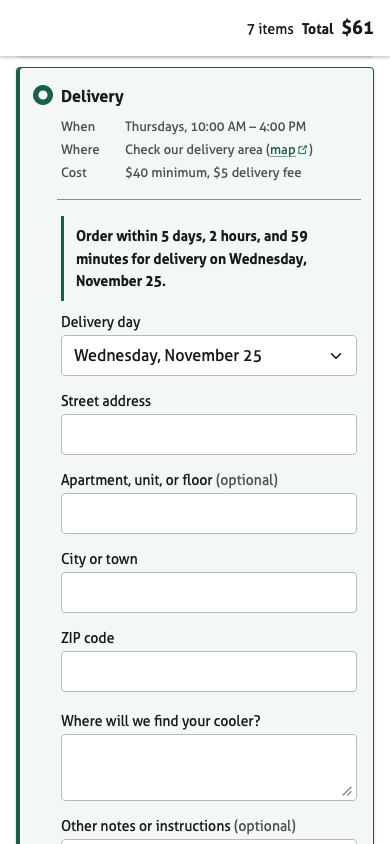 7 items Total $61
Delivery
When Thursdays, 10:00 AM – 4:00 PM
Where Check our delivery area (map)
Cost $40 minimum, $5 delivery fee
Order within 5 days, 2 hours, and 59
minutes for delivery on Wednesday,
November 25.
Delivery day
Wednesday, November 25
Street address
Apartment, unit, or floor (optional)
City or town
ZIP code
Where will we find your cooler?
Other notes or instructions (optional)